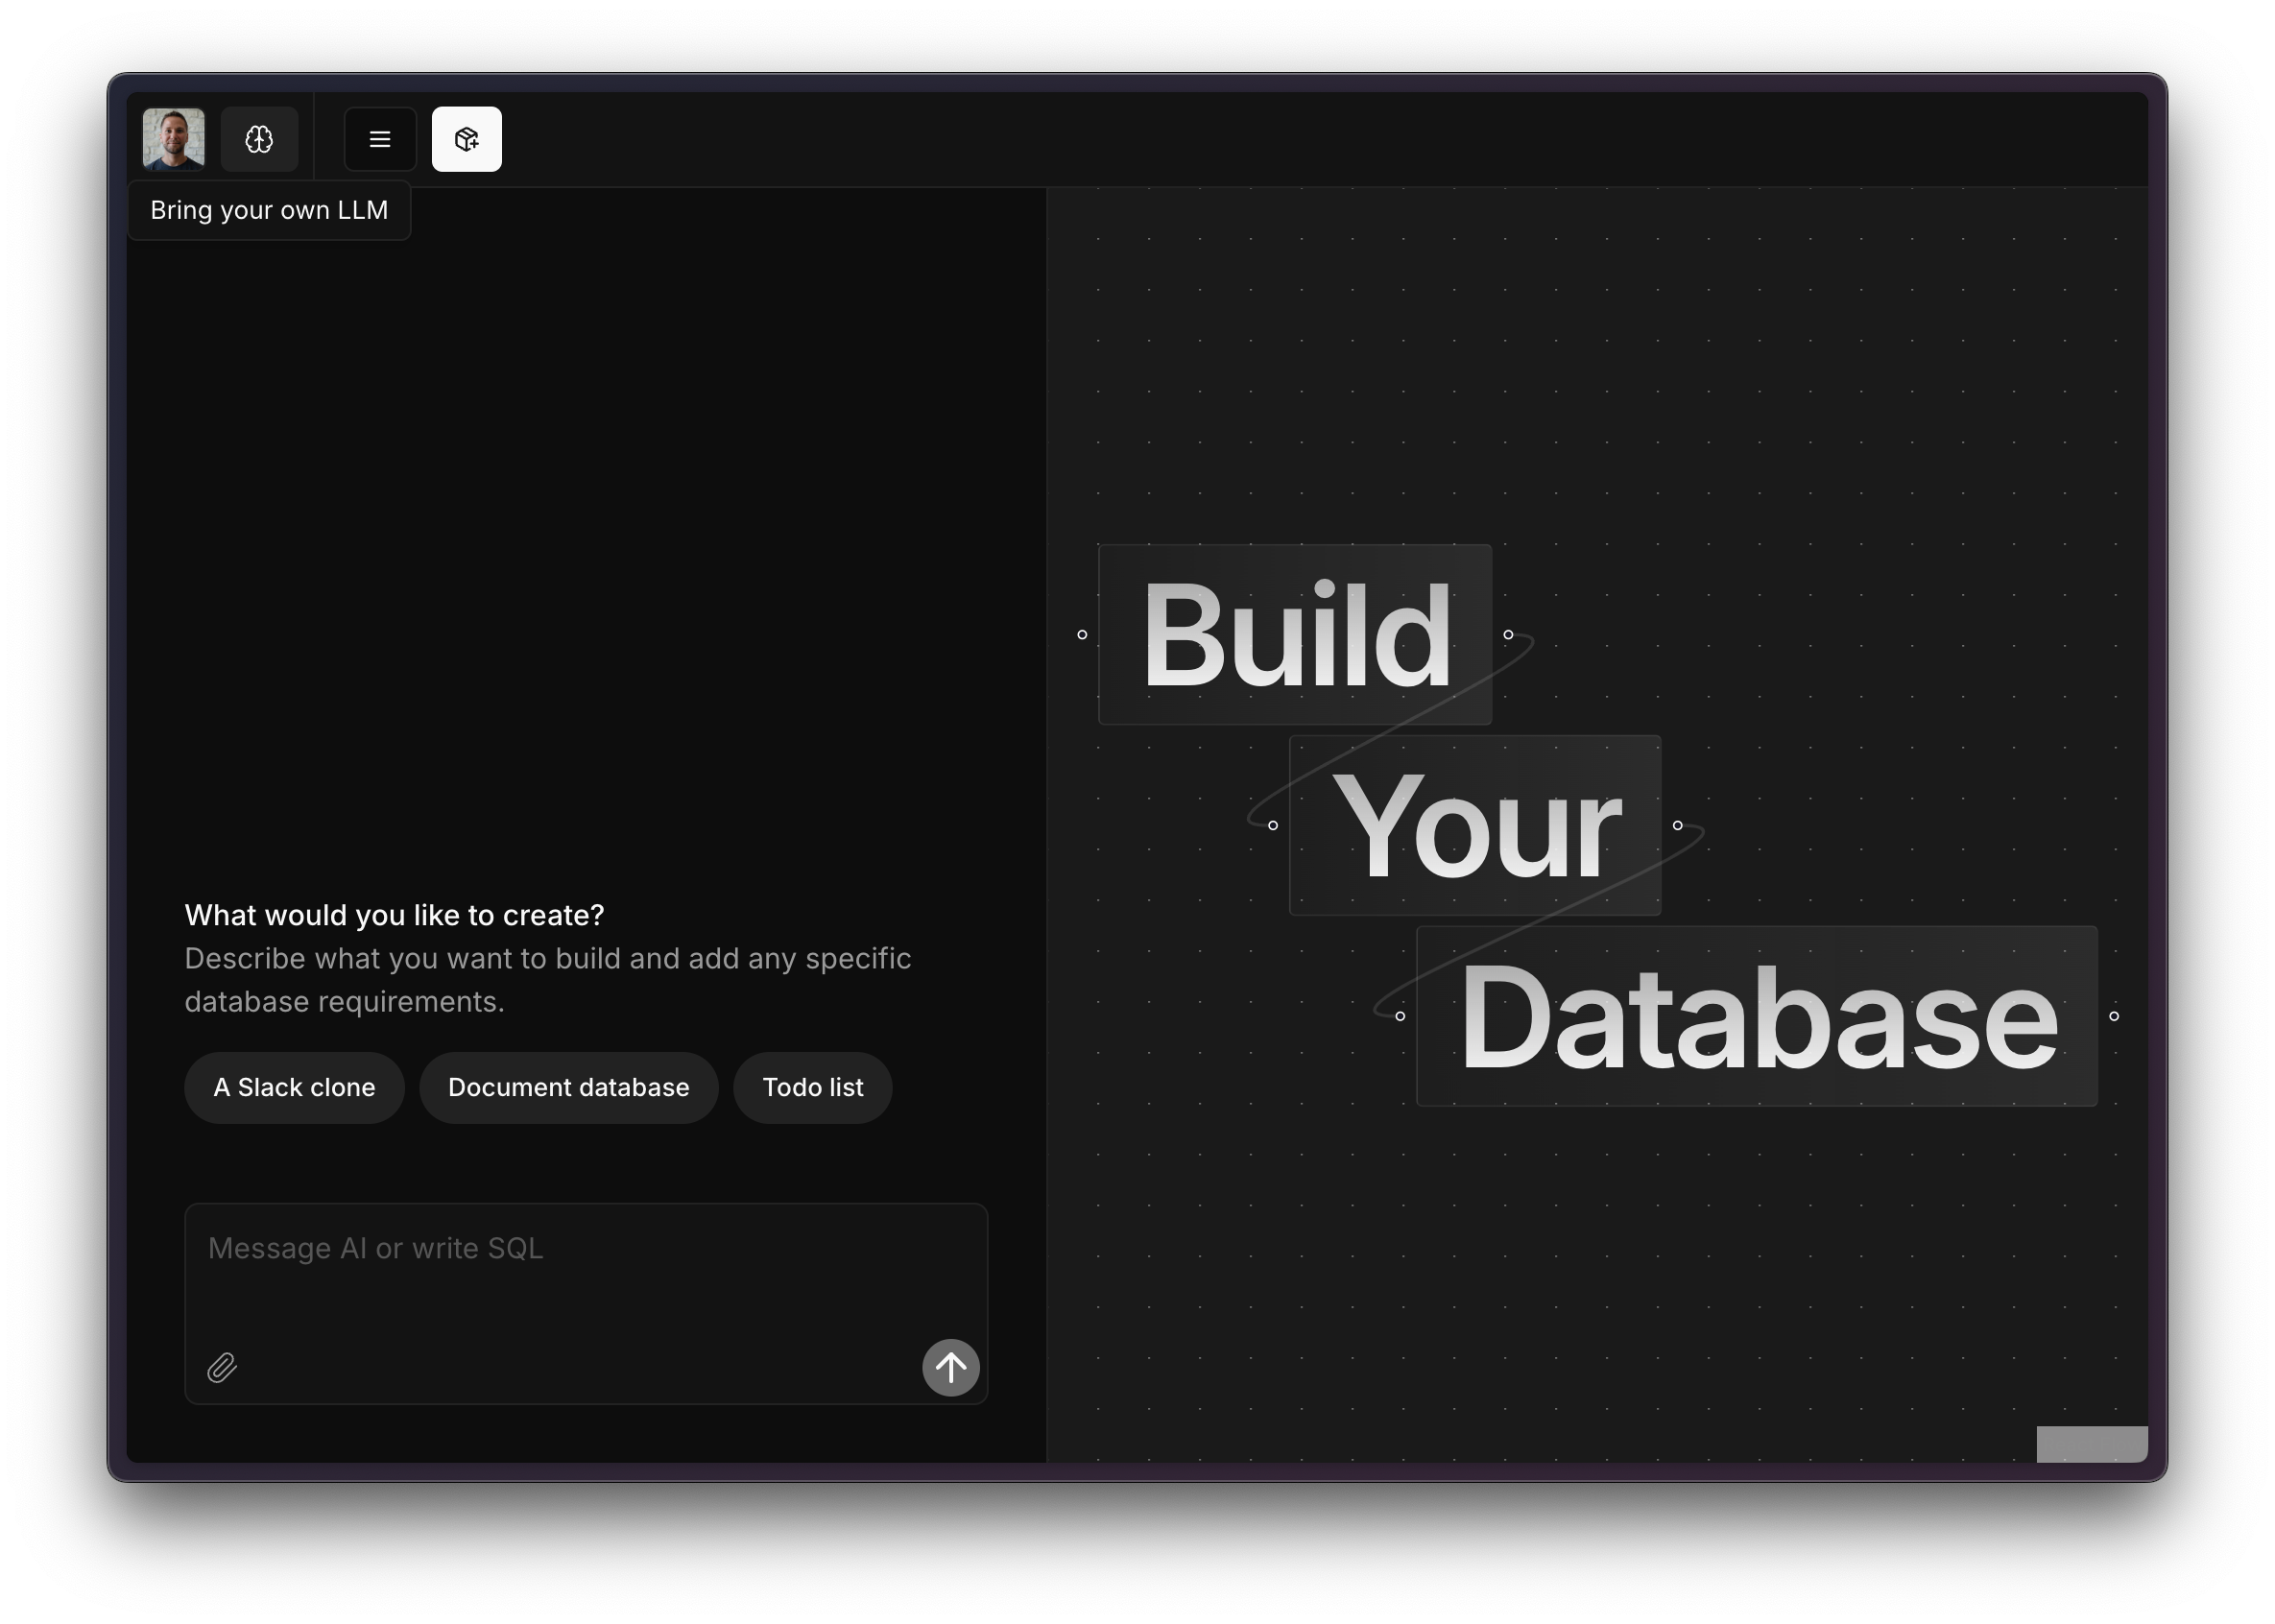 Bring your own LLM
What would you like to create?
Describe what you want to build and add any specific
database requirements.
A Slack clone
Document database
Todo list
Message AI or write SQL
Build
Your
Database